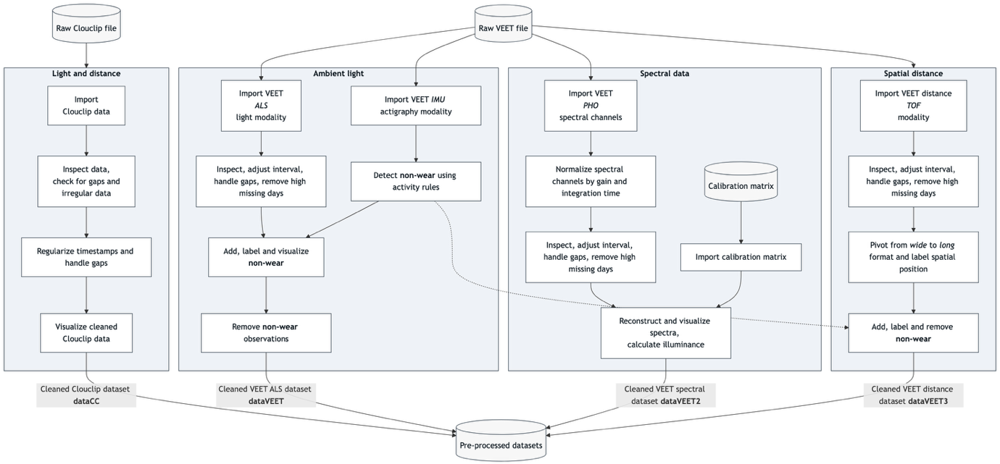 Raw Clouclip file
Raw VEET file
Light and distance
Import
Clouclip data
Inspect data,
check for gaps and
irregular data
Regularize timestamps and
handle gaps
Visualize cleaned
Clouclip data
Ambient light
Import VEET
ALS
light modality
Import VEET IMU
actigraphy modality
Inspect, adjust interval,
handle gaps, remove high
missing days
Detect non-wear using
activity rules
Add, label and visualize
non-wear
Remove non-wear
observations
Spectral data
Import VEET
PHO
spectral channels
Normalize spectral
channels by gain and
integration time
Calibration matrix
Inspect, adjust interval,
handle gaps, remove high
missing days
Import calibration matrix
Reconstruct and visualize
spectra,
calculate illuminance
Spatial distance
Import VEET distance
TOF
modality
Inspect, adjust interval,
handle gaps, remove high
missing days
Pivot from wide to long
format and label spatial
position
Add, label and remove
non-wear
Cleaned Clouclip dataset
dataCC
Cleaned VEET ALS dataset
dataVEET
Cleaned VEET spectral
dataset dataVEET2
Cleaned VEET distance
dataset dataVEET3
Pre-processed datasets